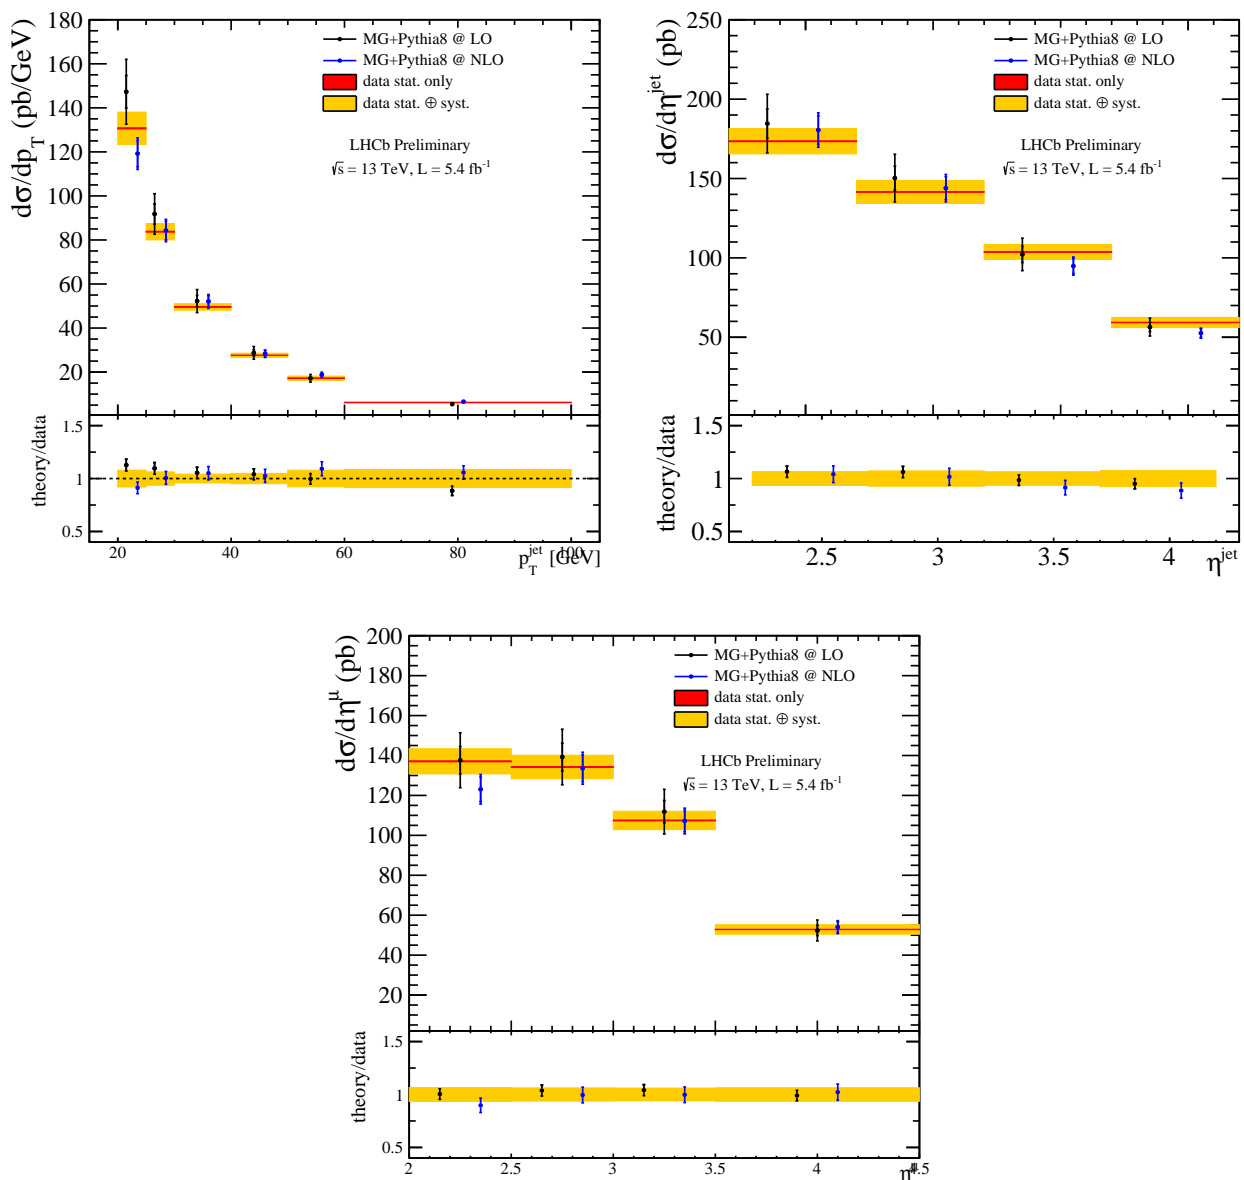 dσ/dp_T (pb/GeV)
180
160
140
120
100
80
60
40
20
MG+Pythia8 @ LO
MG+Pythia8 @ NLO
data stat. only
data stat. ⊕ syst.
LHCb Preliminary
√s = 13 TeV, L = 5.4 fb⁻¹
theory/data
1.5
1
0.5
20 40 60 80 100
p_T^jet [GeV]
dσ/dη^jet (pb)
250
200
150
100
50
MG+Pythia8 @ LO
MG+Pythia8 @ NLO
data stat. only
data stat. ⊕ syst.
LHCb Preliminary
√s = 13 TeV, L = 5.4 fb⁻¹
theory/data
1.5
1
0.5
2.5 3 3.5 4
η^jet
dσ/dη^μ (pb)
200
180
160
140
120
100
80
60
40
20
MG+Pythia8 @ LO
MG+Pythia8 @ NLO
data stat. only
data stat. ⊕ syst.
LHCb Preliminary
√s = 13 TeV, L = 5.4 fb⁻¹
theory/data
1.5
1
0.5
2 2.5 3 3.5 4 4.5
η^μ